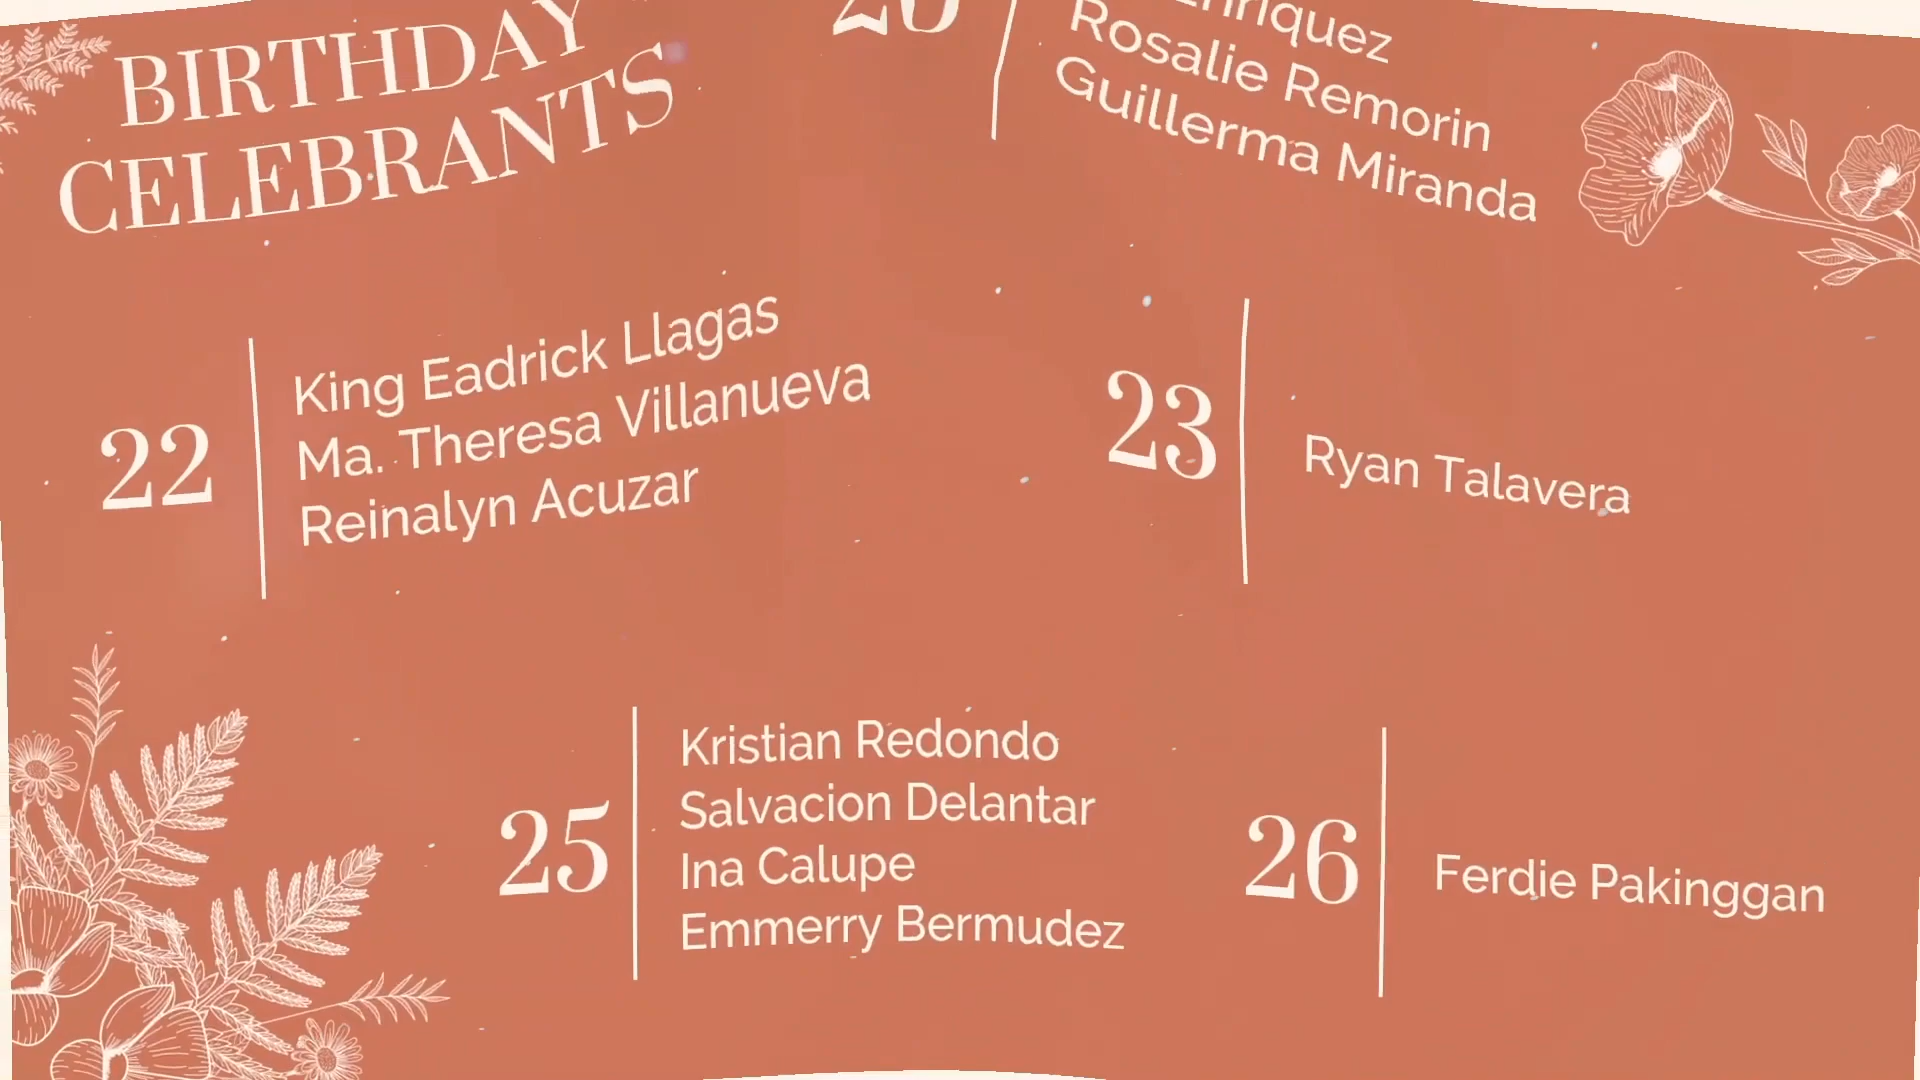 BIRTHDAY
CELEBRANTS
Rosalie Remorin
Guillerma Miranda
22
King Eadrick Llagas
Ma. Theresa Villanueva
Reinalyn Acuzar
23
Ryan Talavera
25
Kristian Redondo
Salvacion Delantar
Ina Calupe
Emmerry Bermudez
26
Ferdie Pakinggan